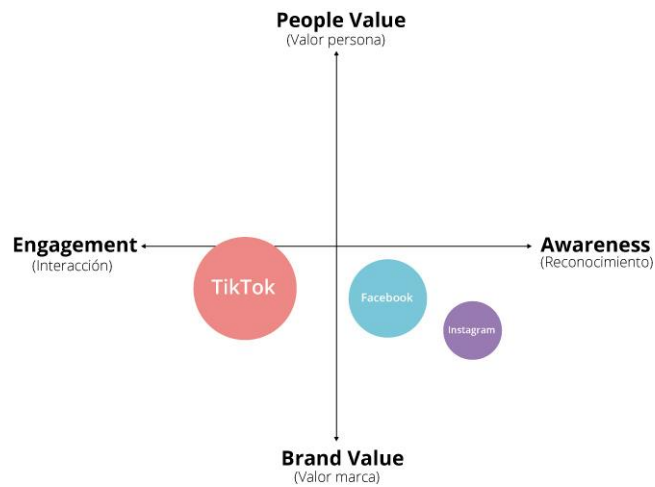 People Value
(Valor persona)
Engagement
(Interacción)
Awareness
(Reconocimiento)
TikTok
Facebook
Instagram
Brand Value
(Valor marca)